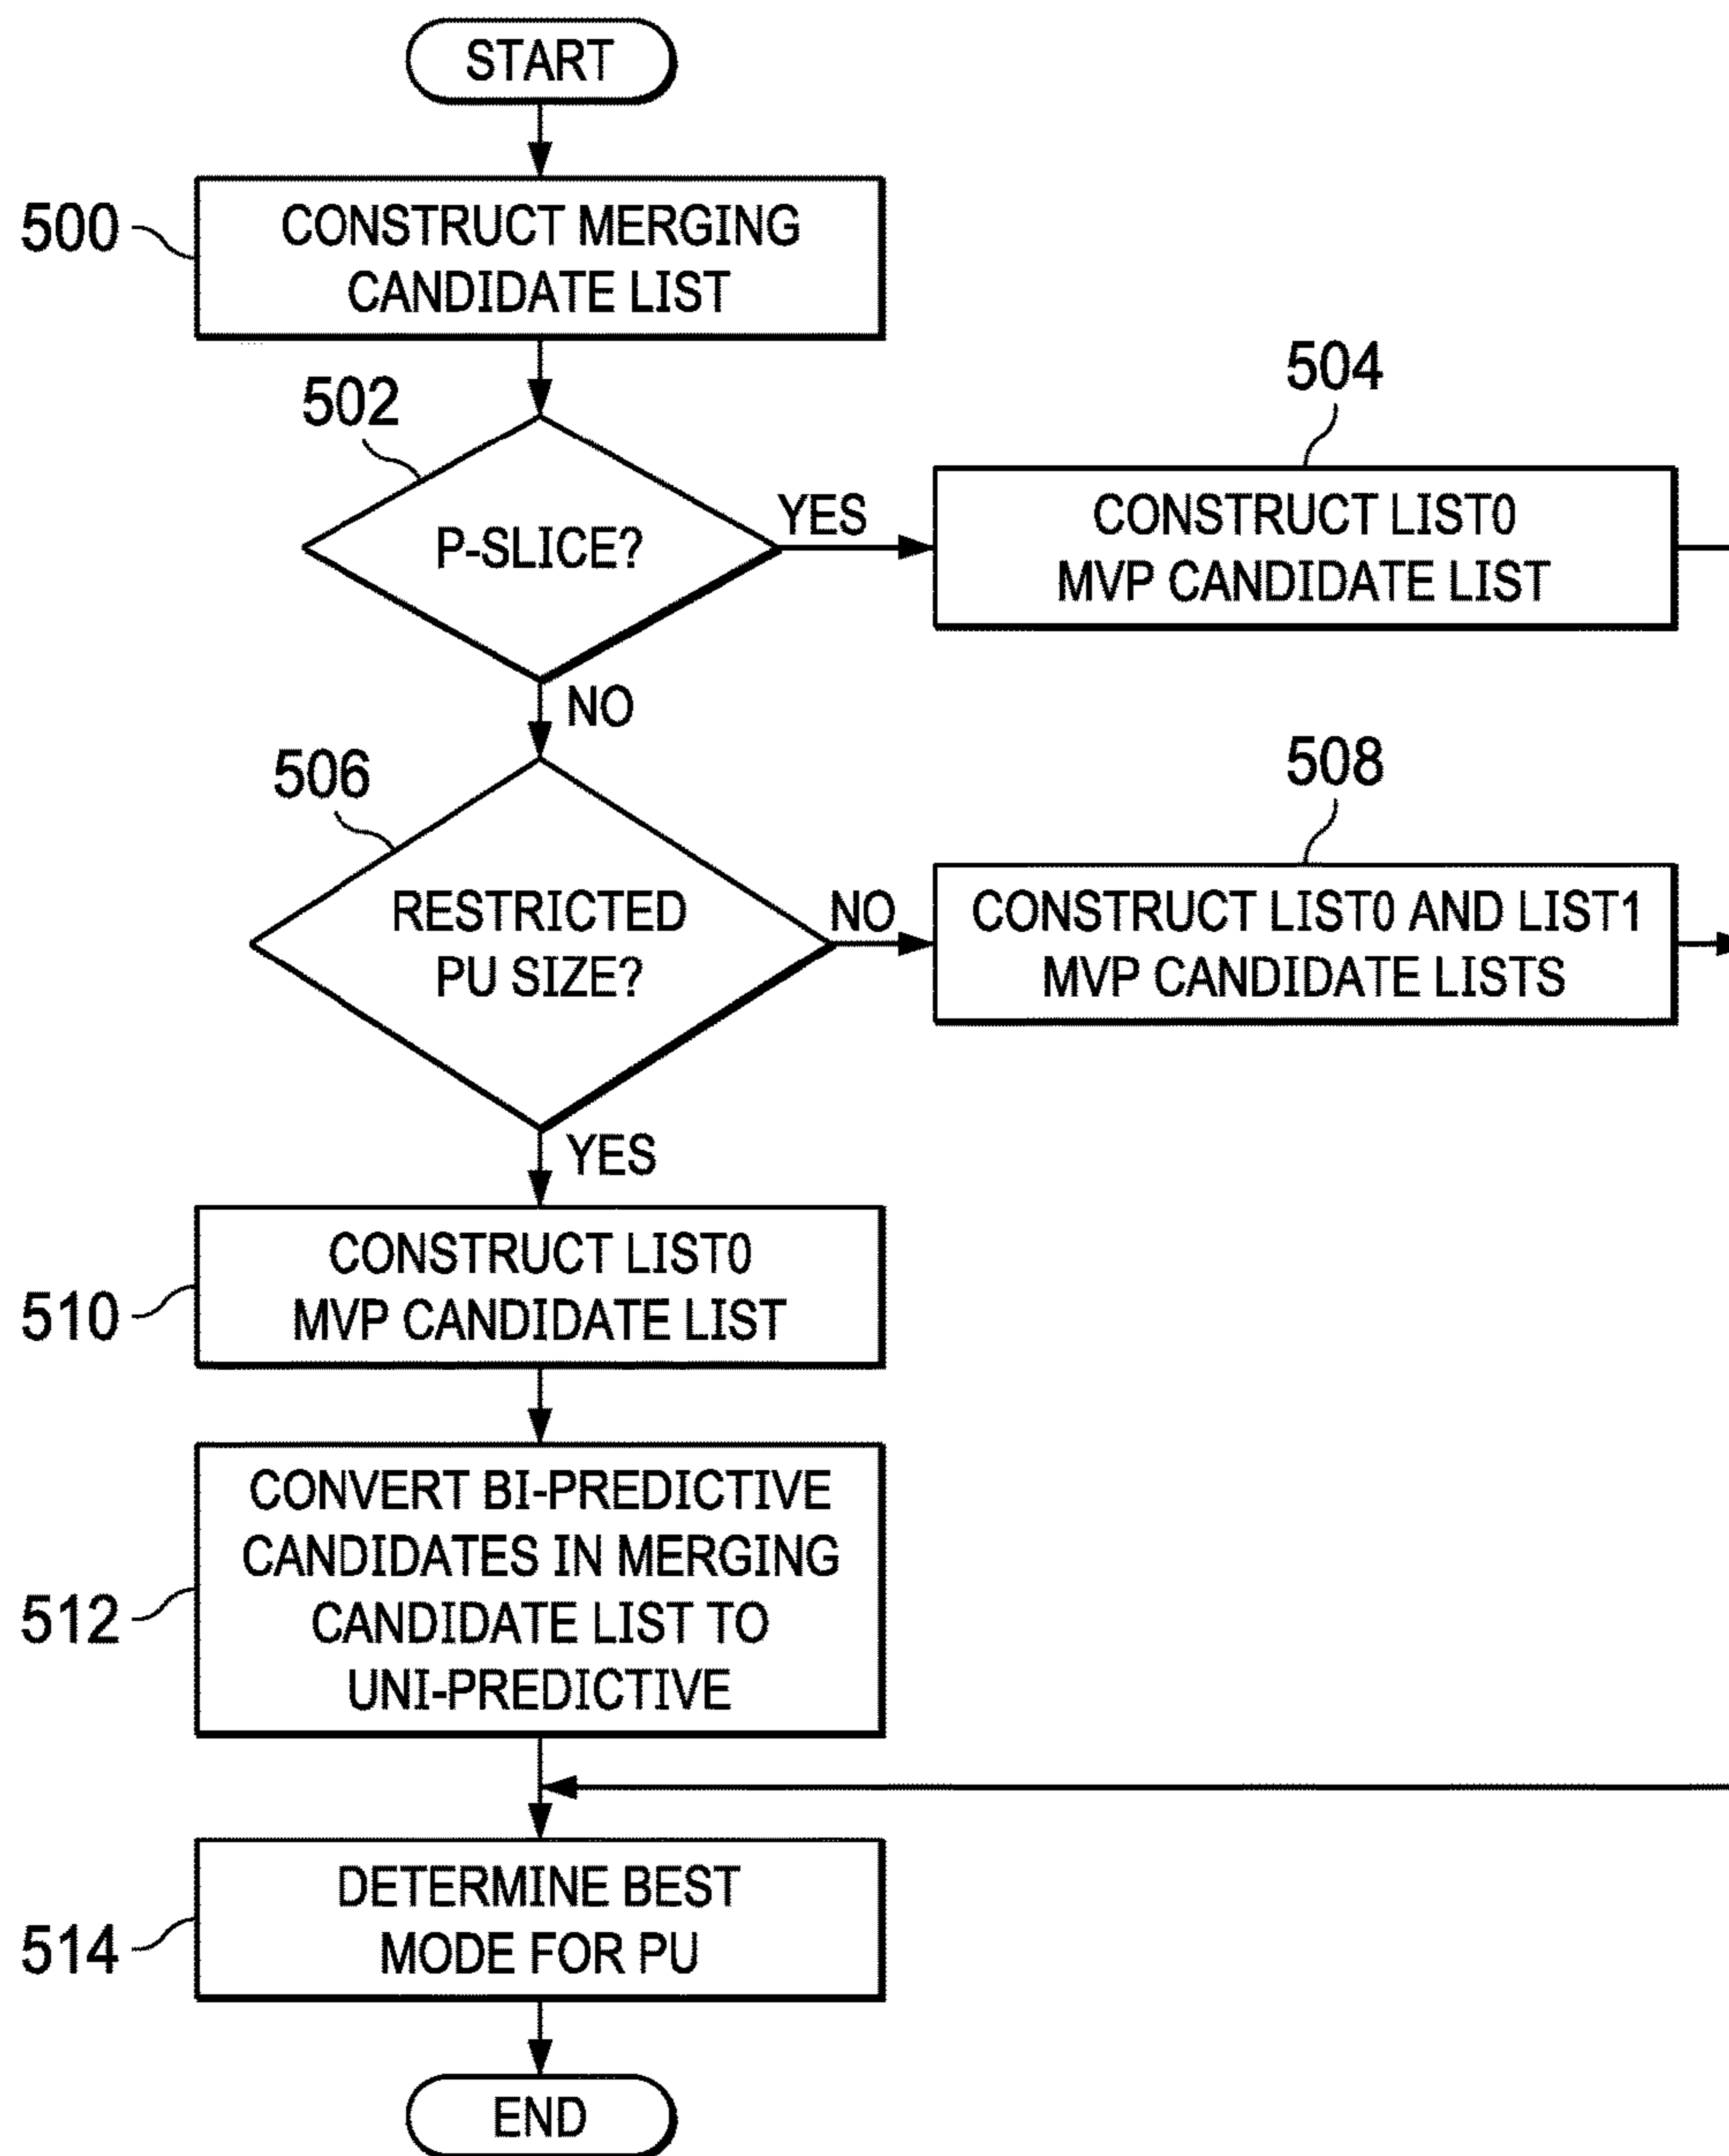 START
500
CONSTRUCT MERGING
CANDIDATE LIST
502
P-SLICE?
YES
504
CONSTRUCT LIST0
MVP CANDIDATE LIST
NO
506
RESTRICTED
PU SIZE?
NO
508
CONSTRUCT LIST0 AND LIST1
MVP CANDIDATE LISTS
YES
510
CONSTRUCT LIST0
MVP CANDIDATE LIST
512
CONVERT BI-PREDICTIVE
CANDIDATES IN MERGING
CANDIDATE LIST TO
UNI-PREDICTIVE
514
DETERMINE BEST
MODE FOR PU
END